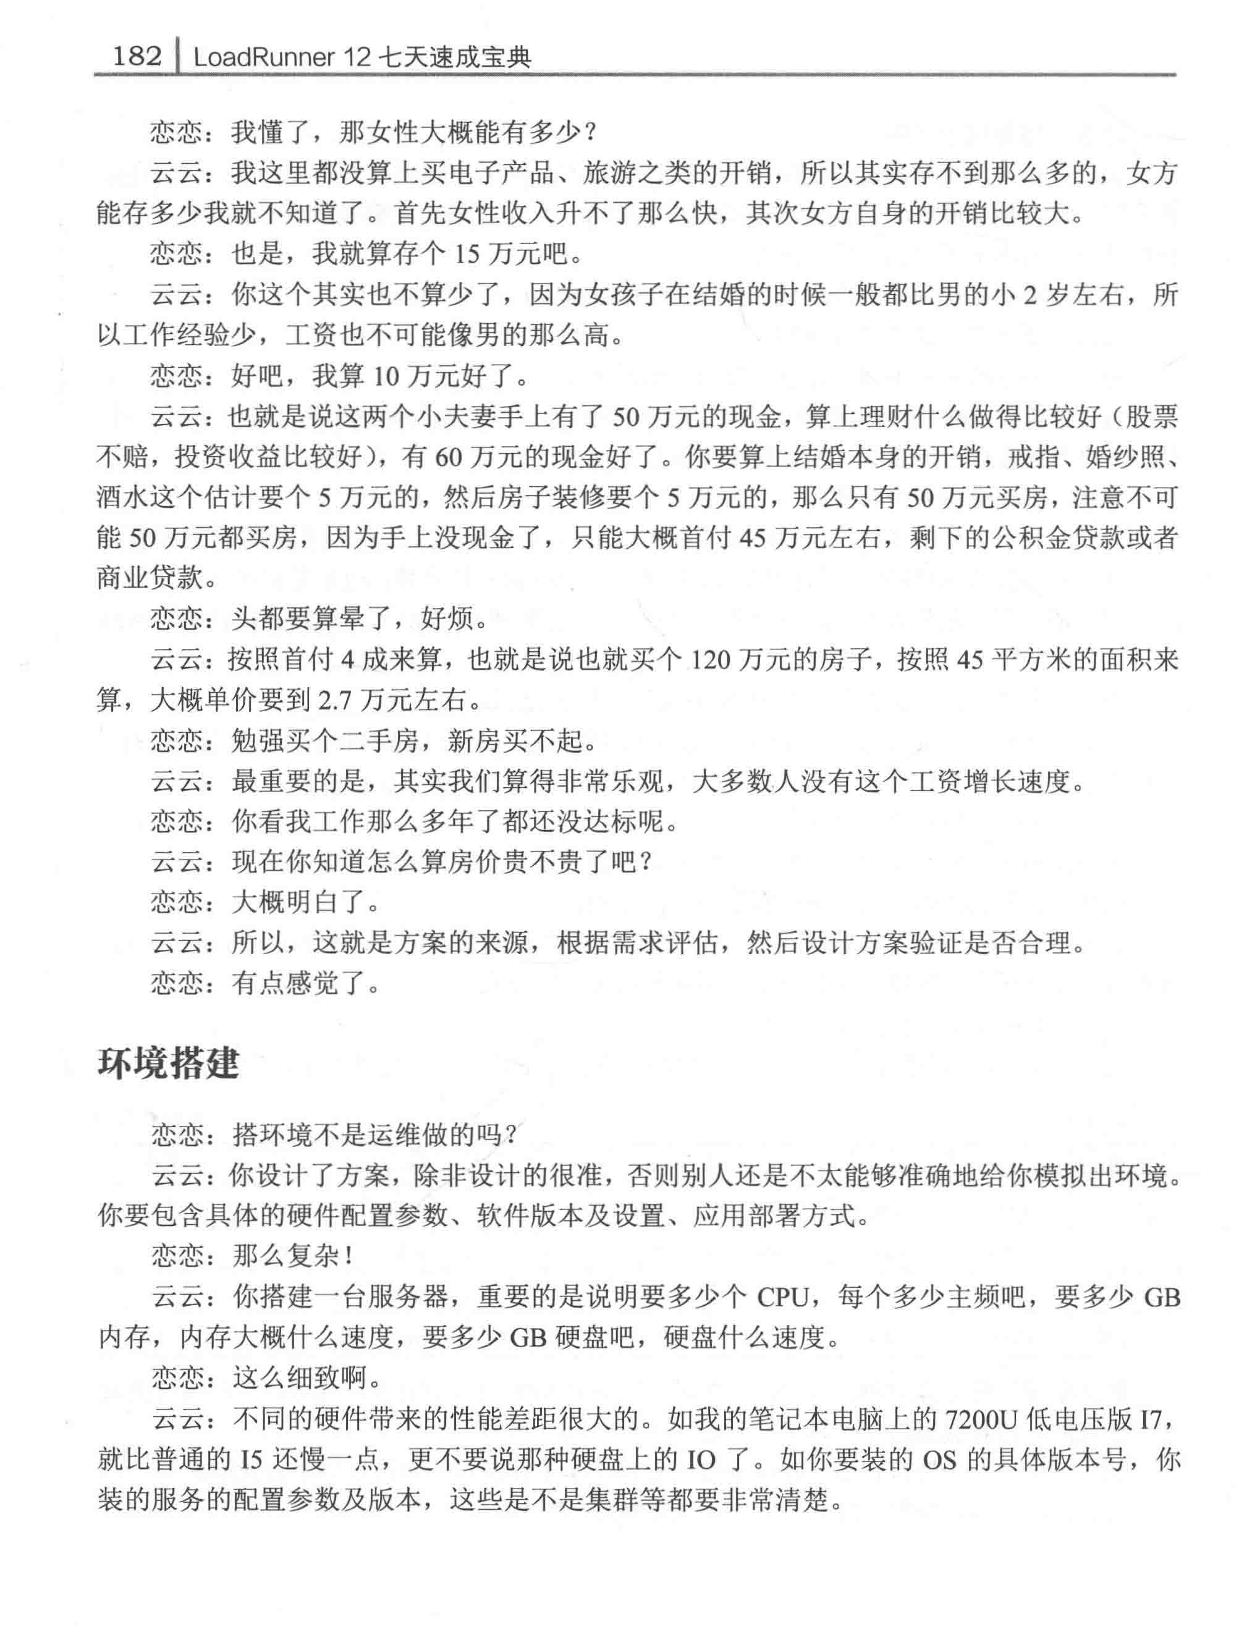 182 LoadRunner 12 七天速成宝典
恋恋：我懂了，那女性大概能有多少？
云云：我这里都没算上买电子产品、旅游之类的开销，所以其实存不到那么多的，女方
能存多少我就不知道了。首先女性收入升不了那么快，其次女方自身的开销比较大。
恋恋：也是，我就算存个 15 万元吧。
云云：你这个其实也不算少了，因为女孩子在结婚的时候一般都比男的小 2 岁左右，所
以工作经验少，工资也不可能像男的那么高。
恋恋：好吧，我算 10 万元好了。
云云：也就是说这两个小夫妻手上有了 50 万元的现金，算上理财什么做得比较好（股票
不赔，投资收益比较好），有 60 万元的现金好了。你要算上结婚本身的开销，戒指、婚纱照、
酒水这个估计要个 5 万元的，然后房子装修要个 5 万元的，那么只有 50 万元买房，注意不可
能 50 万元都买房，因为手上没现金了，只能大概首付 45 万元左右，剩下的公积金贷款或者
商业贷款。
恋恋：头都要算晕了，好烦。
云云：按照首付 4 成来算，也就是说也就买个 120 万元的房子，按照 45 平方米的面积来
算，大概单价要到 2.7 万元左右。
恋恋：勉强买个二手房，新房买不起。
云云：最重要的是，其实我们算得非常乐观，大多数人没有这个工资增长速度。
恋恋：你看我工作那么多年了都还没达标呢。
云云：现在你知道怎么算房价贵不贵了吧？
恋恋：大概明白了。
云云：所以，这就是方案的来源，根据需求评估，然后设计方案验证是否合理。
恋恋：有点感觉了。
环境搭建
恋恋：搭环境不是运维做的吗？
云云：你设计了方案，除非设计的很准，否则别人还是不太能够准确地给你模拟出环境。
你要包含具体的硬件配置参数、软件版本及设置、应用部署方式。
恋恋：那么复杂！
云云：你搭建一台服务器，重要的是说明要多少个 CPU，每个多少主频吧，要多少 GB
内存，内存大概什么速度，要多少 GB 硬盘吧，硬盘什么速度。
恋恋：这么细致啊。
云云：不同的硬件带来的性能差距很大的。如我的笔记本电脑上的 7200U 低电压版 I7，
就比普通的 I5 还慢一点，更不要说那种硬盘上的 IO 了。如你要装的 OS 的具体版本号，你
装的服务的配置参数及版本，这些是不是集群等都要非常清楚。